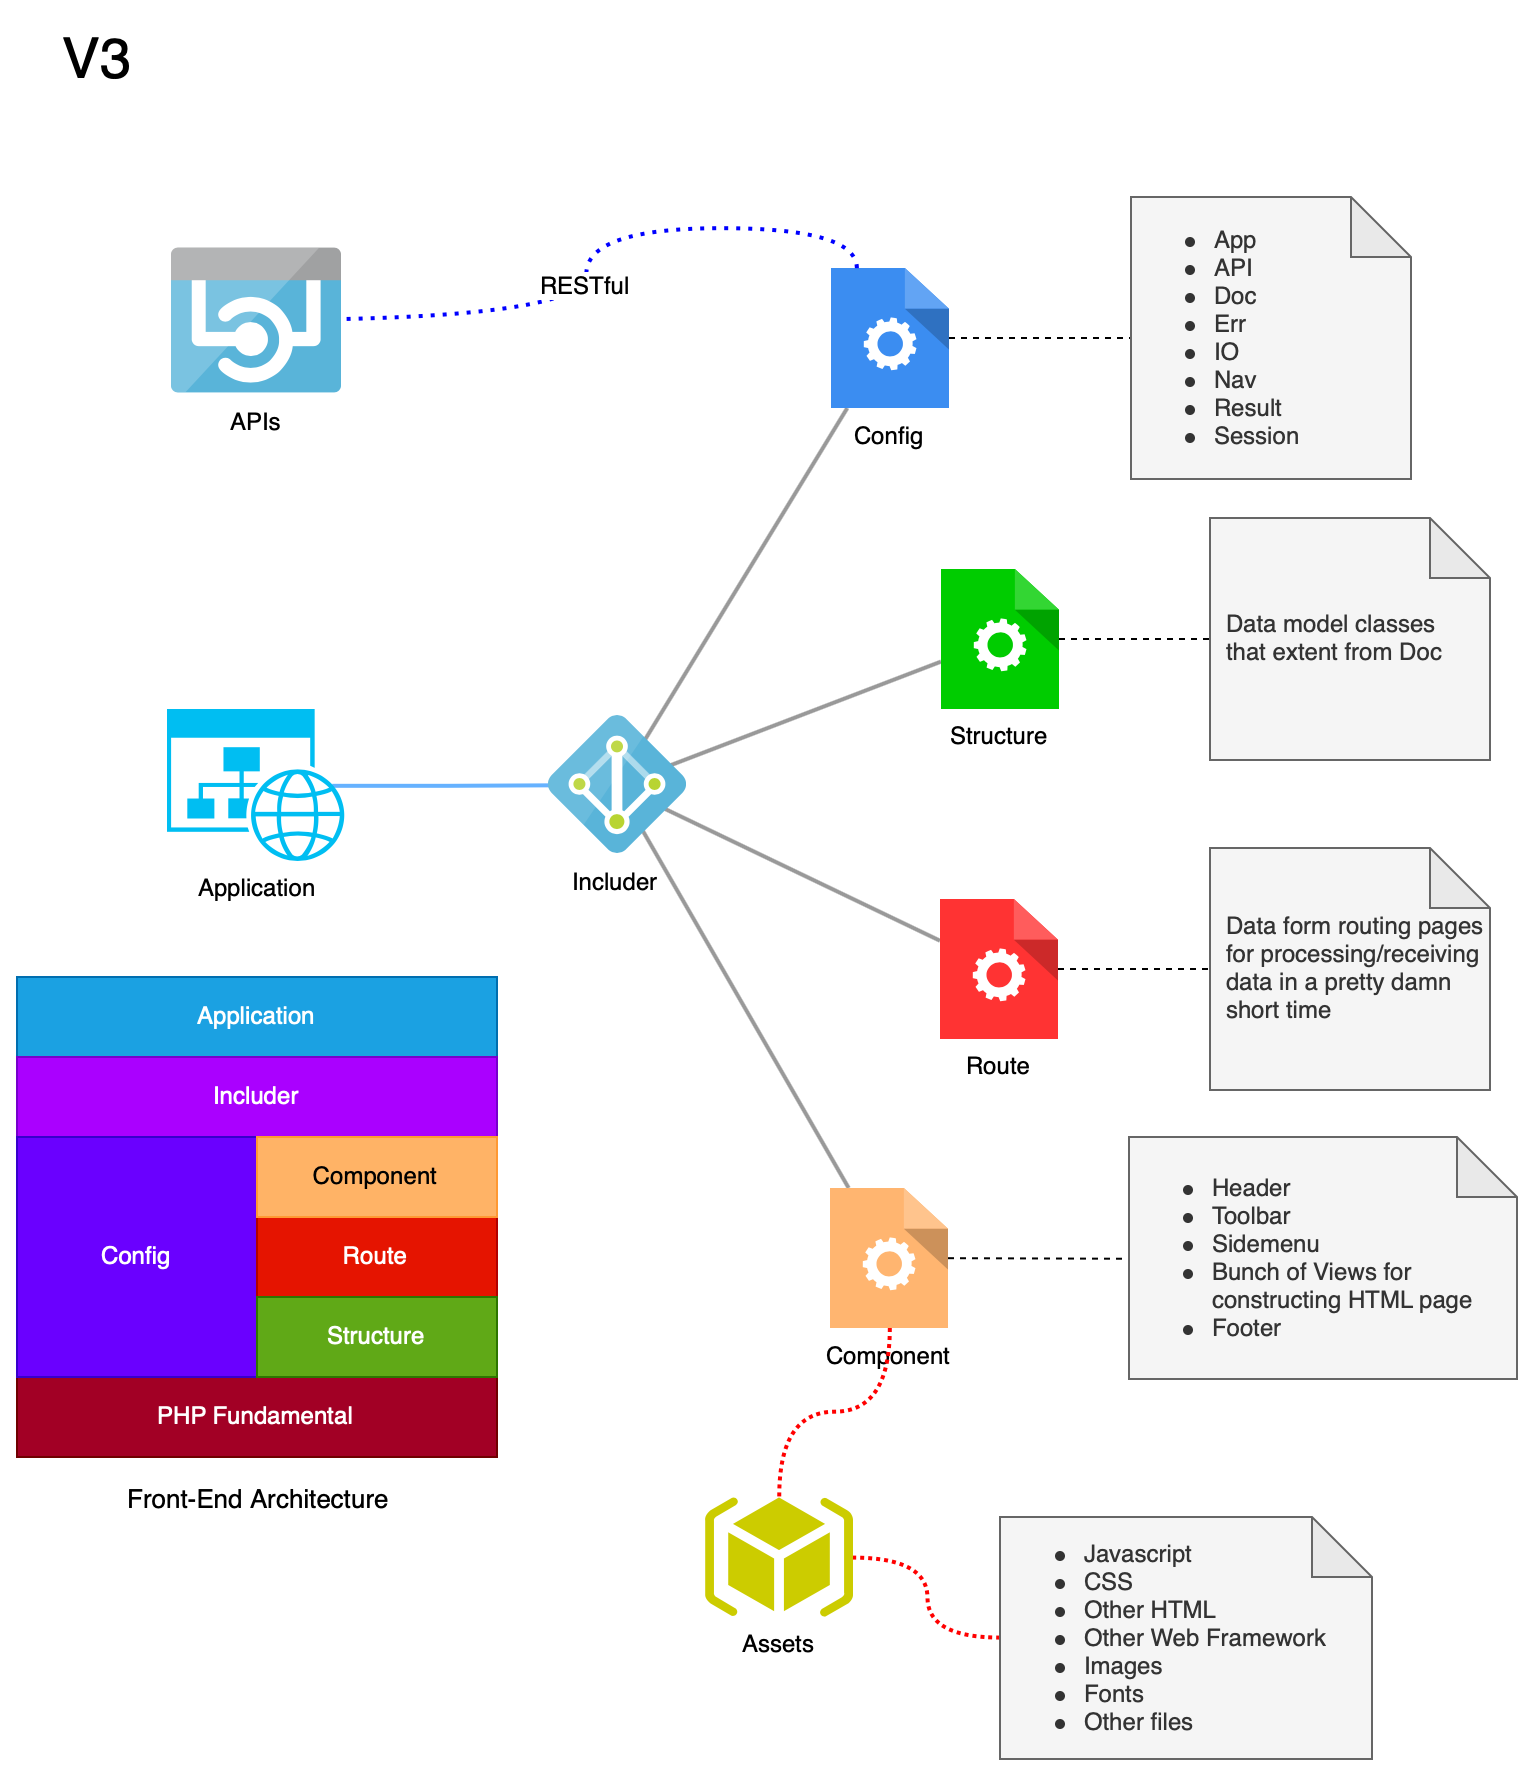 V3
RESTful
APIs
Config
● App
● API
● Doc
● Err
● IO
● Nav
● Result
● Session
Structure
Data model classes
that extent from Doc
Application
Includer
Route
Data form routing pages
for processing/receiving
data in a pretty damn
short time
Application
Includer
Config
Component
Route
Structure
PHP Fundamental
Front-End Architecture
Component
● Header
● Toolbar
● Sidemenu
● Bunch of Views for
constructing HTML page
● Footer
Assets
● Javascript
● CSS
● Other HTML
● Other Web Framework
● Images
● Fonts
● Other files